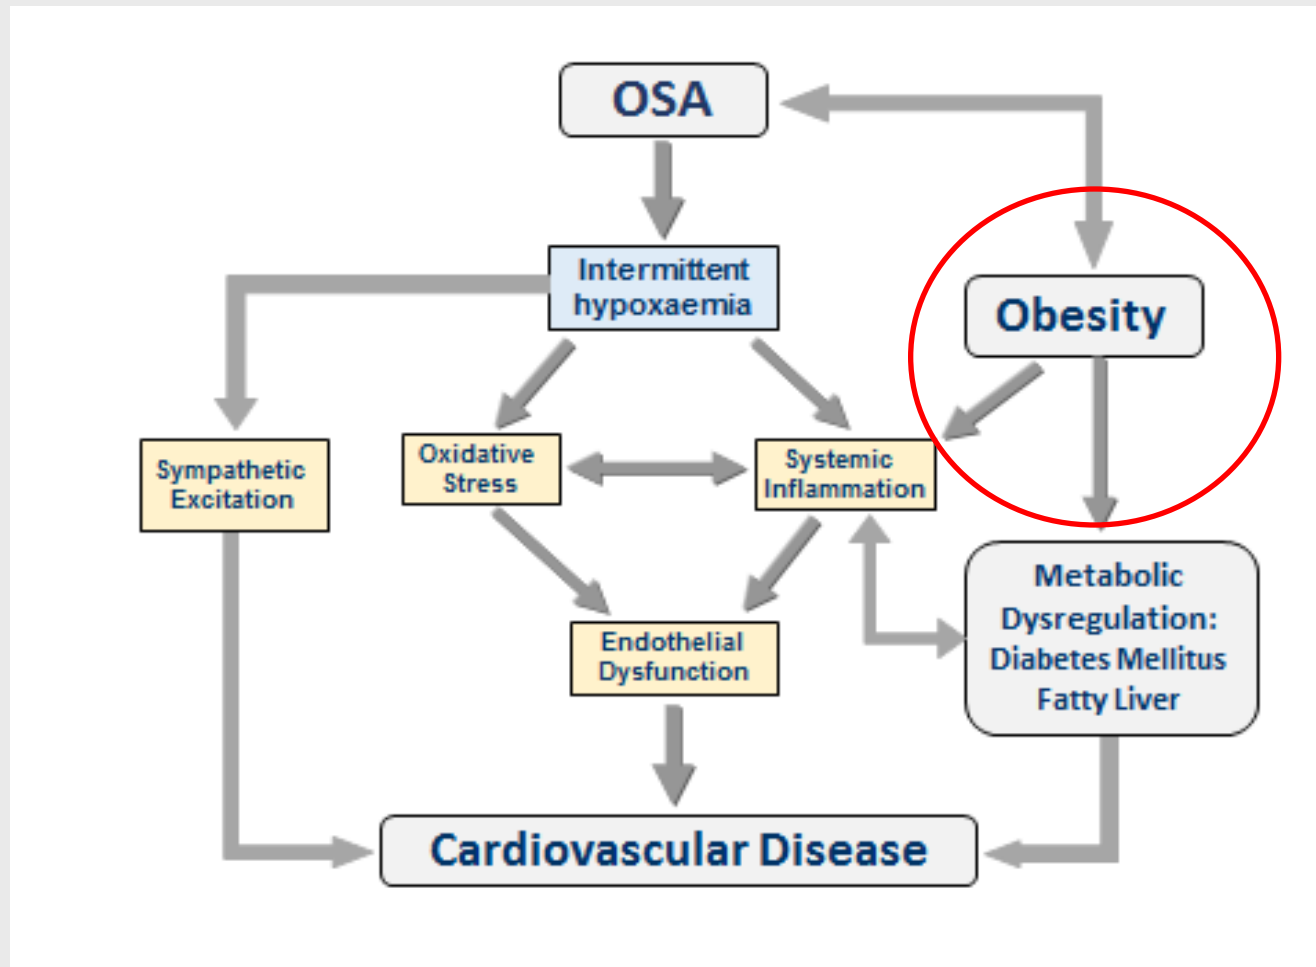 OSA
Intermittent
hypoxaemia
Obesity
Sympathetic
Excitation
Oxidative
Stress
Systemic
Inflammation
Endothelial
Dysfunction
Metabolic
Dysregulation:
Diabetes Mellitus
Fatty Liver
Cardiovascular Disease